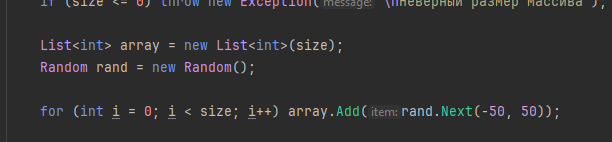 if (size <= 0) throw new Exception( message: "\nНеверный размер массива");
List<int> array = new List<int>(size);
Random rand = new Random();
for (int i = 0; i < size; i++) array.Add( item: rand.Next(-50, 50));